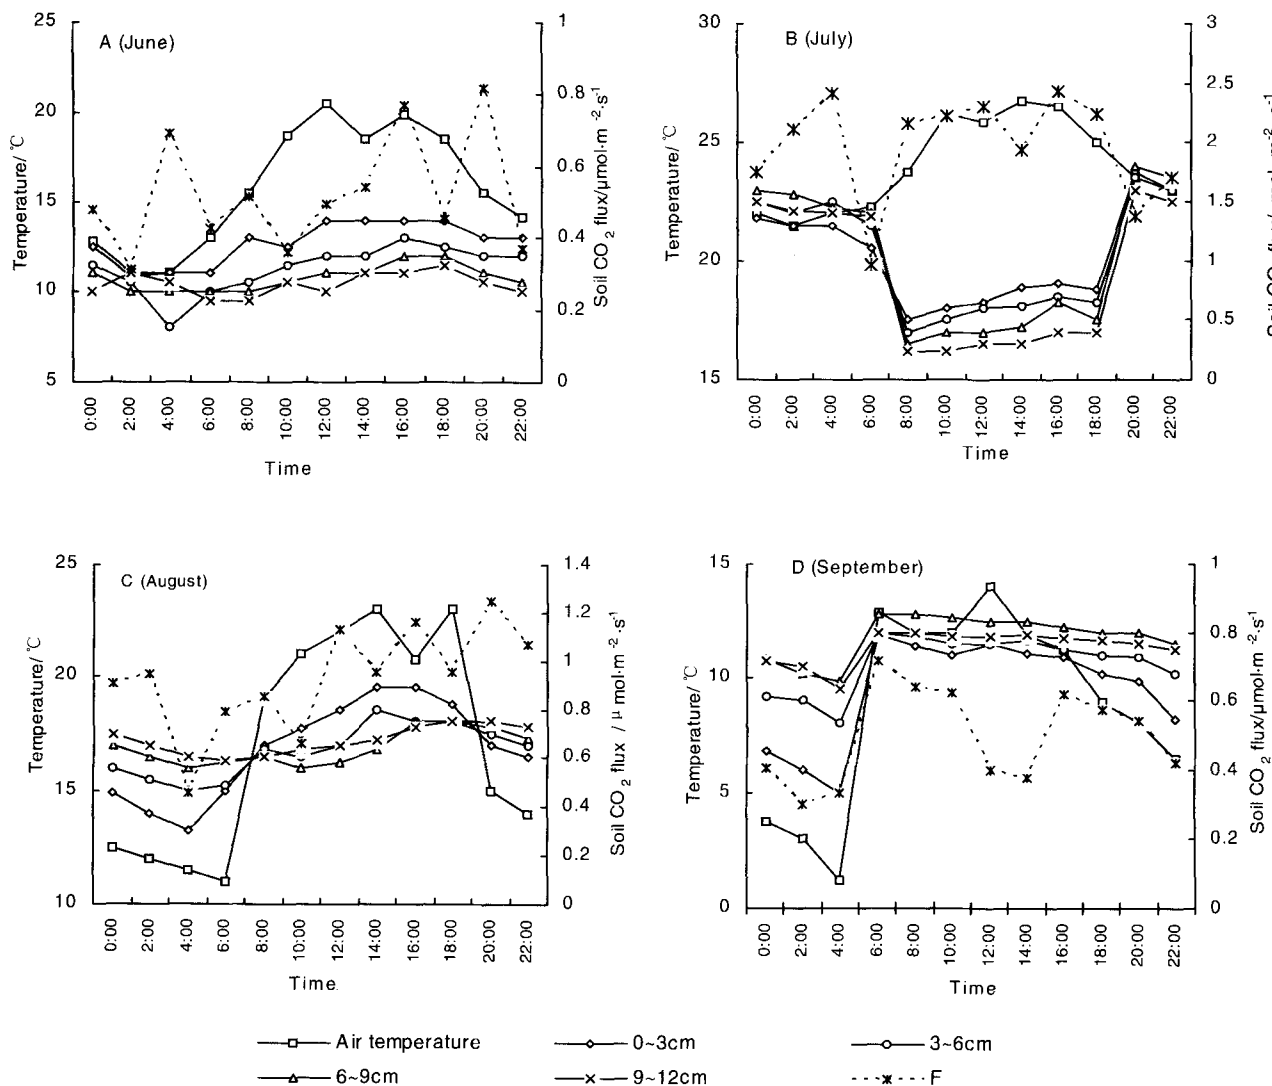 A (June)
25
20
15
10
5
Temperature/℃
1
0.8
0.6
0.4
0.2
0
Soil CO2 flux/μmol·m-2·s-1
0:00 2:00 4:00 6:00 8:00 10:00 12:00 14:00 16:00 18:00 20:00 22:00
Time
B (July)
30
25
20
15
Temperature/℃
3
2.5
2
1.5
1
0.5
0
0:00 2:00 4:00 6:00 8:00 10:00 12:00 14:00 16:00 18:00 20:00 22:00
Time
C (August)
25
20
15
10
Temperature/℃
1.4
1.2
1
0.8
0.6
0.4
0.2
0
Soil CO2 flux / μmol·m-2·s-1
0:00 2:00 4:00 6:00 8:00 10:00 12:00 14:00 16:00 18:00 20:00 22:00
Time
D (September)
15
10
5
0
Temperature/℃
1
0.8
0.6
0.4
0.2
0
Soil CO2 flux/μmol·m-2·s-1
0:00 2:00 4:00 6:00 8:00 10:00 12:00 14:00 16:00 18:00 20:00 22:00
Time
Air temperature 0~3cm 3~6cm
6~9cm 9~12cm F